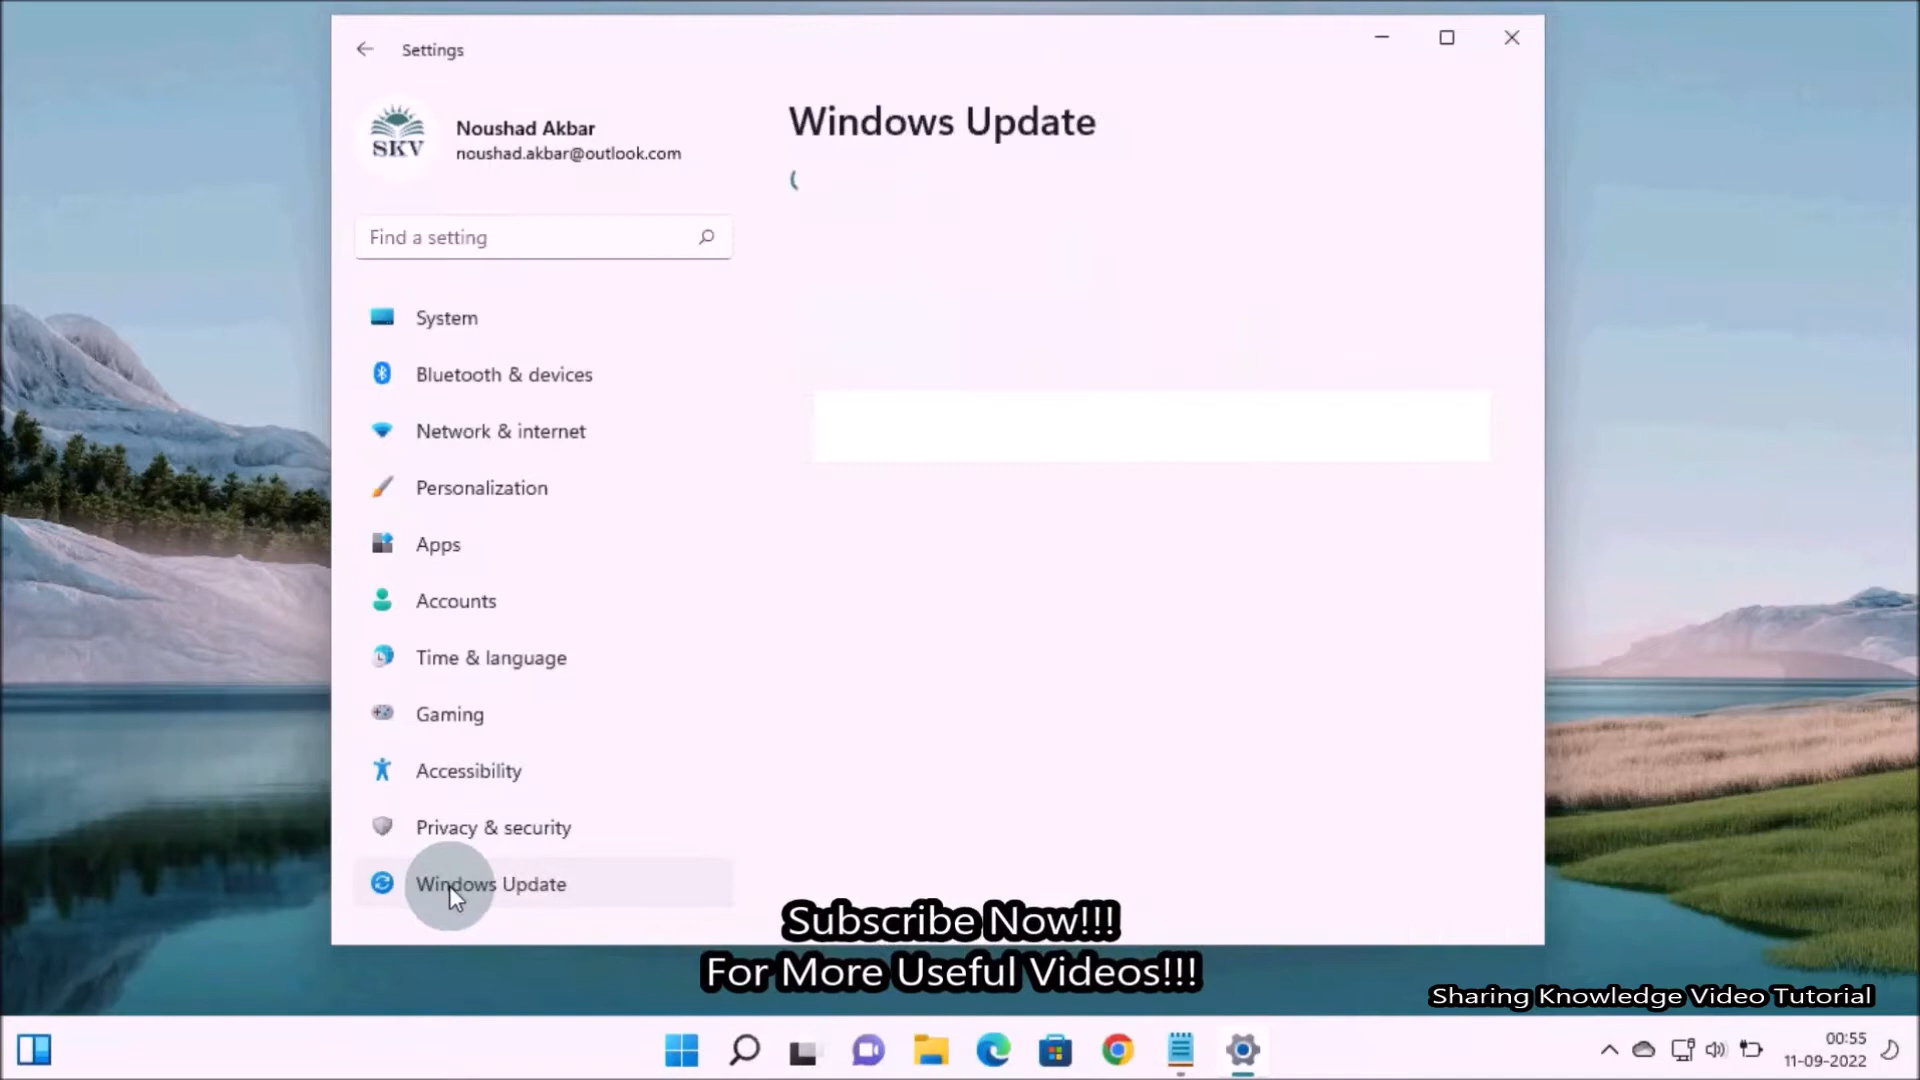 Settings
SKV
Noushad Akbar
noushad.akbar@outlook.com
Find a setting
System
Bluetooth & devices
Network & internet
Personalization
Apps
Accounts
Time & language
Gaming
Accessibility
Privacy & security
Windows Update
Windows Update
Subscribe Now!!!
For More Useful Videos!!!
Sharing Knowledge Video Tutorial
00:55
11-09-2022